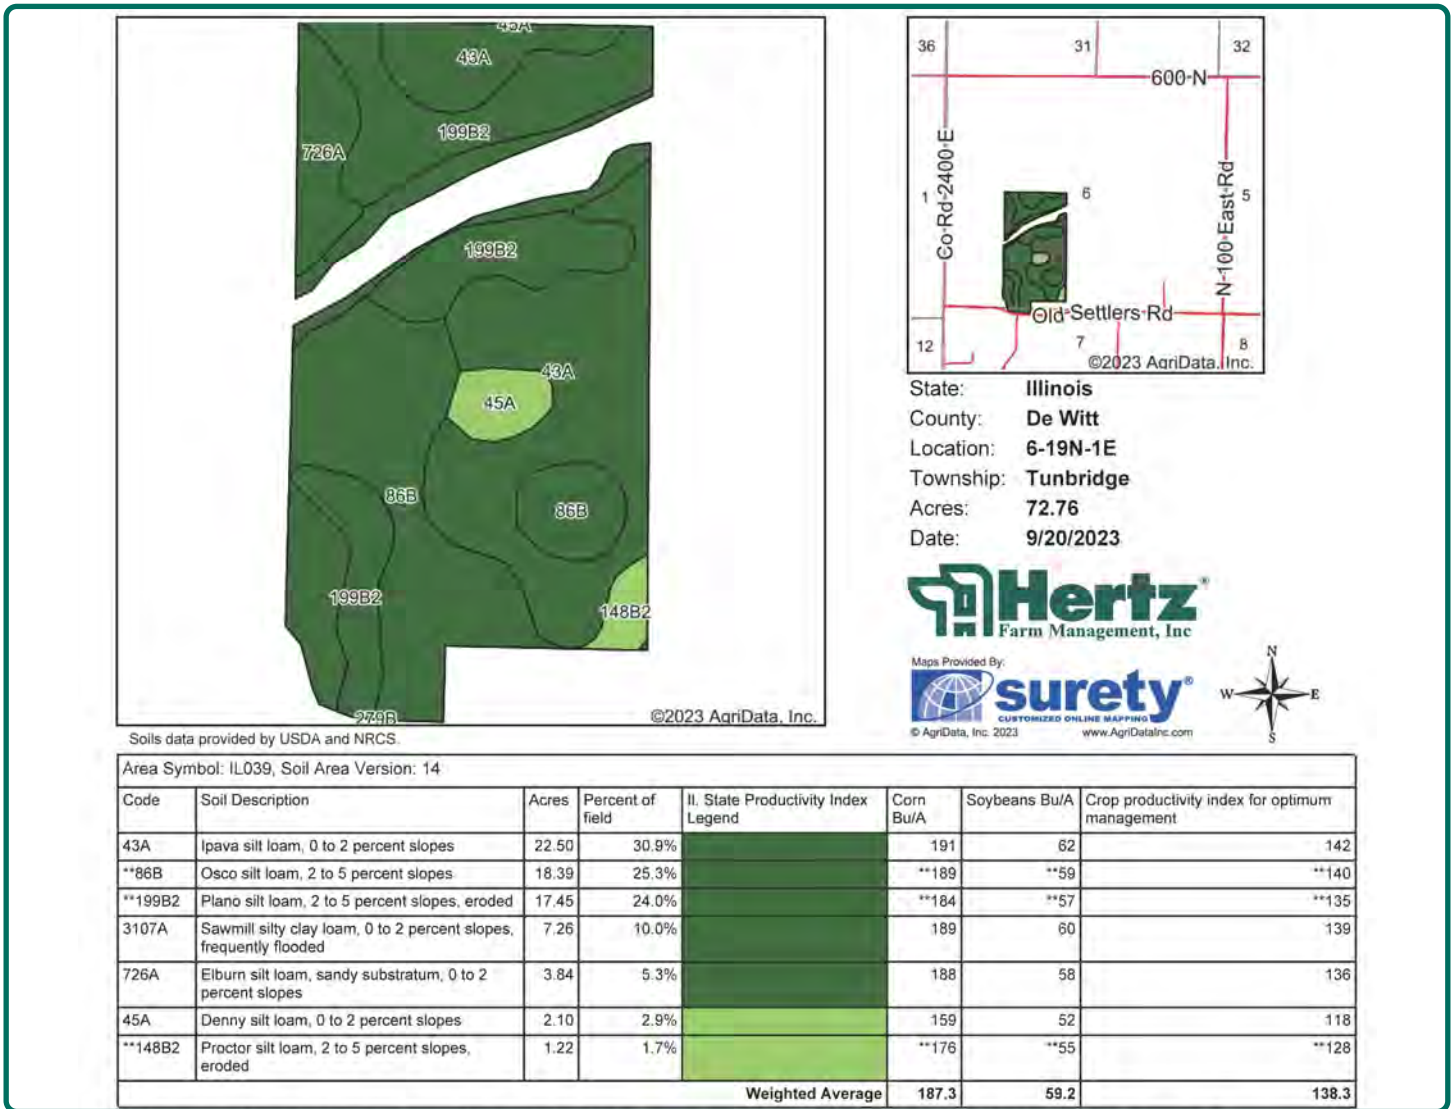 45A
43A
199B2
726A
199B2
43A
45A
86B
86B
199B2
148B2
279B
©2023 AgriData, Inc.
Soils data provided by USDA and NRCS.
36
31
32
600-N
Co-Rd-2400-E
1
6
N-100-East-Rd
5
Old-Settlers-Rd
12
7
8
©2023 AgriData, Inc.
State: Illinois
County: De Witt
Location: 6-19N-1E
Township: Tunbridge
Acres: 72.76
Date: 9/20/2023
Hertz®
Farm Management, Inc
Maps Provided By:
surety®
CUSTOMIZED ONLINE MAPPING
© AgriData, Inc. 2023 www.AgriDataInc.com
N
W E
S
Area Symbol: IL039, Soil Area Version: 14
Code Soil Description Acres Percent of field II. State Productivity Index Legend Corn Bu/A Soybeans Bu/A Crop productivity index for optimum management
43A Ipava silt loam, 0 to 2 percent slopes 22.50 30.9% 191 62 142
**86B Osco silt loam, 2 to 5 percent slopes 18.39 25.3% **189 **59 **140
**199B2 Plano silt loam, 2 to 5 percent slopes, eroded 17.45 24.0% **184 **57 **135
3107A Sawmill silty clay loam, 0 to 2 percent slopes, frequently flooded 7.26 10.0% 189 60 139
726A Elburn silt loam, sandy substratum, 0 to 2 percent slopes 3.84 5.3% 188 58 136
45A Denny silt loam, 0 to 2 percent slopes 2.10 2.9% 159 52 118
**148B2 Proctor silt loam, 2 to 5 percent slopes, eroded 1.22 1.7% **176 **55 **128
Weighted Average 187.3 59.2 138.3